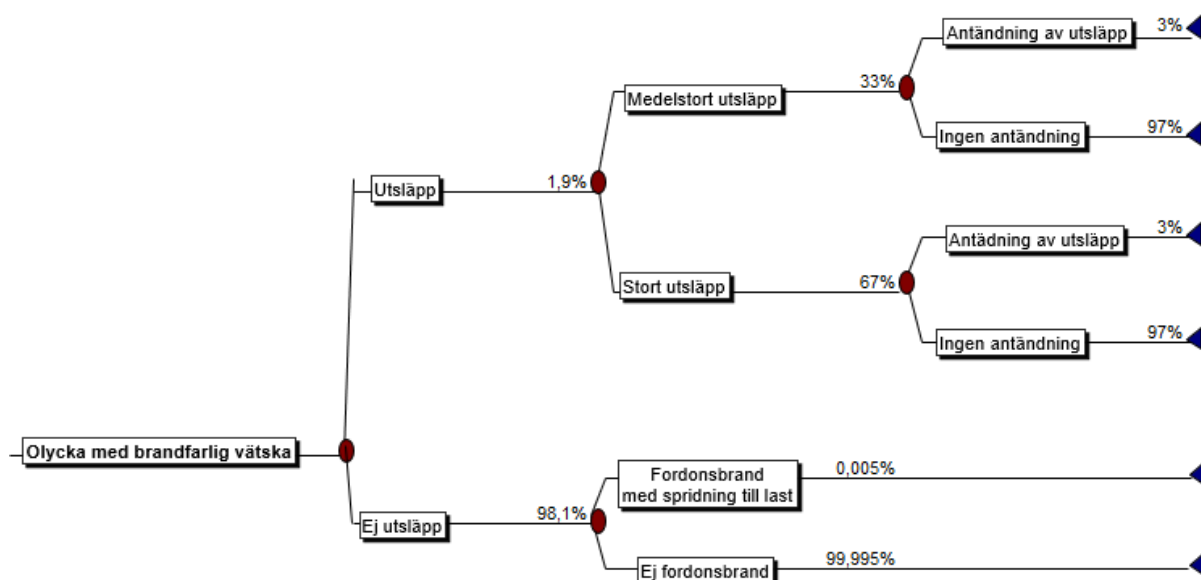 Antändning av utsläpp 3%
Medelstort utsläpp 33%
Ingen antändning 97%
Utsläpp 1,9%
Antädning av utsläpp 3%
Stort utsläpp 67%
Ingen antändning 97%
Olycka med brandfarlig vätska
Fordonsbrand 0,005%
med spridning till last
Ej utsläpp 98,1%
Ej fordonsbrand 99,995%